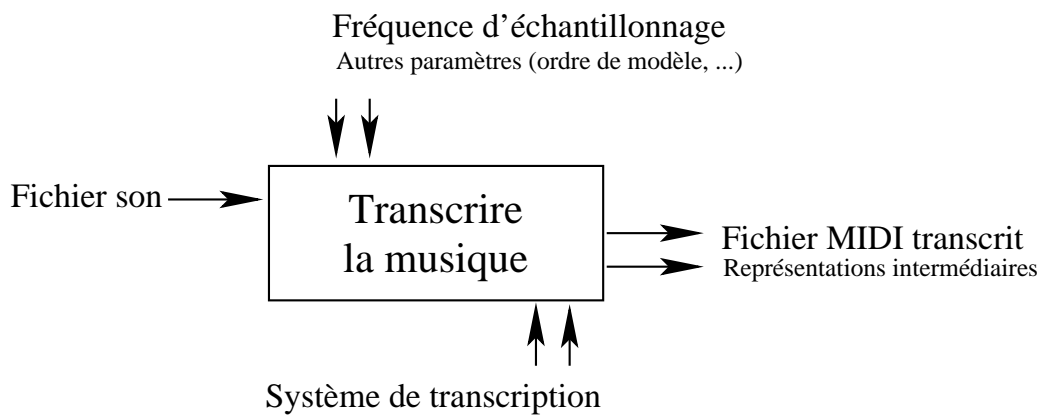 Fréquence d’échantillonnage
Autres paramètres (ordre de modèle, ...)
Fichier son
Transcrire
la musique
Fichier MIDI transcrit
Représentations intermédiaires
Système de transcription